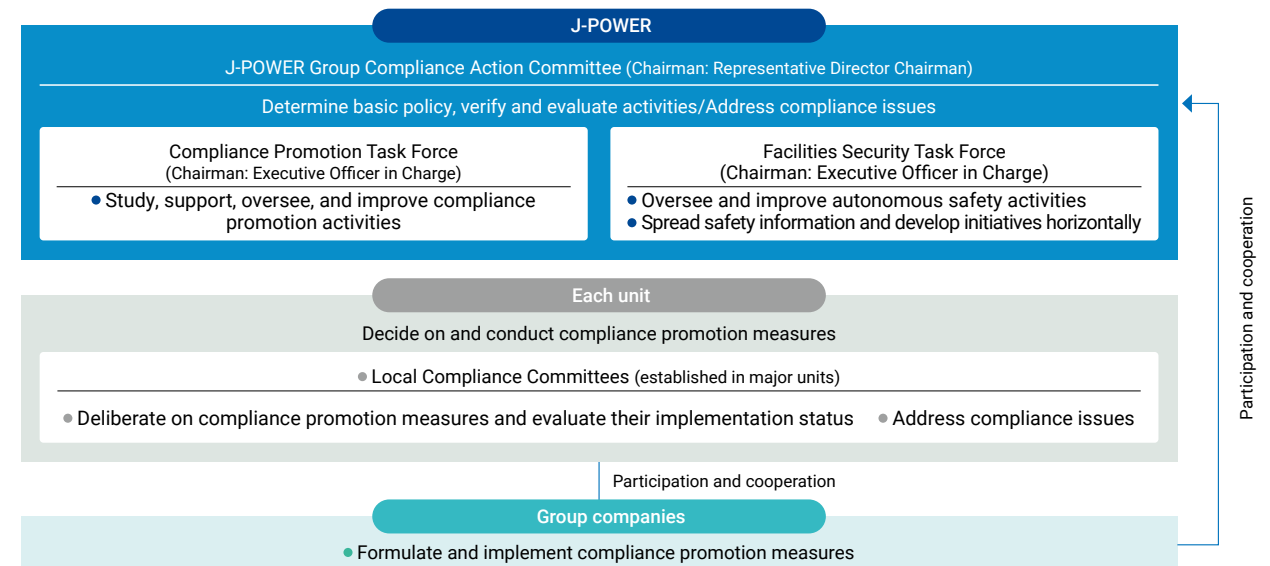 J-POWER
J-POWER Group Compliance Action Committee (Chairman: Representative Director Chairman)
Determine basic policy, verify and evaluate activities/Address compliance issues
Compliance Promotion Task Force
(Chairman: Executive Officer in Charge)
● Study, support, oversee, and improve compliance
promotion activities
Facilities Security Task Force
(Chairman: Executive Officer in Charge)
● Oversee and improve autonomous safety activities
● Spread safety information and develop initiatives horizontally
Participation and cooperation
Each unit
Decide on and conduct compliance promotion measures
● Local Compliance Committees (established in major units)
● Deliberate on compliance promotion measures and evaluate their implementation status ● Address compliance issues
Participation and cooperation
Group companies
● Formulate and implement compliance promotion measures